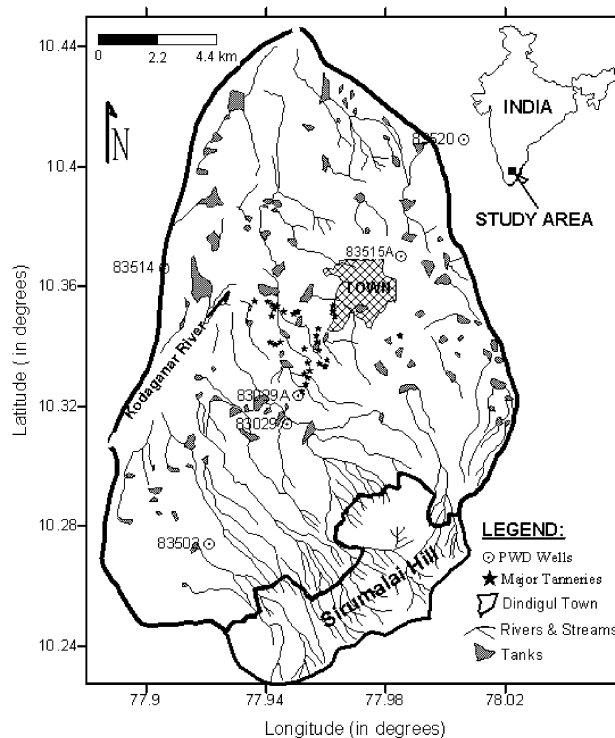 10.44
10.4
10.36
10.32
10.28
10.24
Latitude ( in degrees)
0 2.2 4.4 km
N
INDIA
STUDY AREA
83520
83515A
83514
TOWN
Kodaganar River
83029A
83029
83502
Sirumalai Hill
LEGEND:
PWD Wells
Major Tanneries
Dindigul Town
Rivers & Streams
Tanks
77.9 77.94 77.98 78.02
Longitude (in degrees)